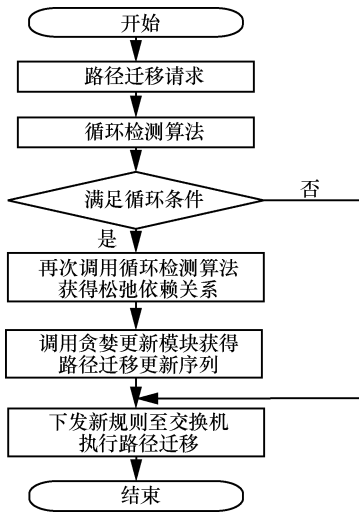 开始
路径迁移请求
循环检测算法
满足循环条件
否
是
再次调用循环检测算法
获得松弛依赖关系
调用贪婪更新模块获得
路径迁移更新序列
下发新规则至交换机
执行路径迁移
结束